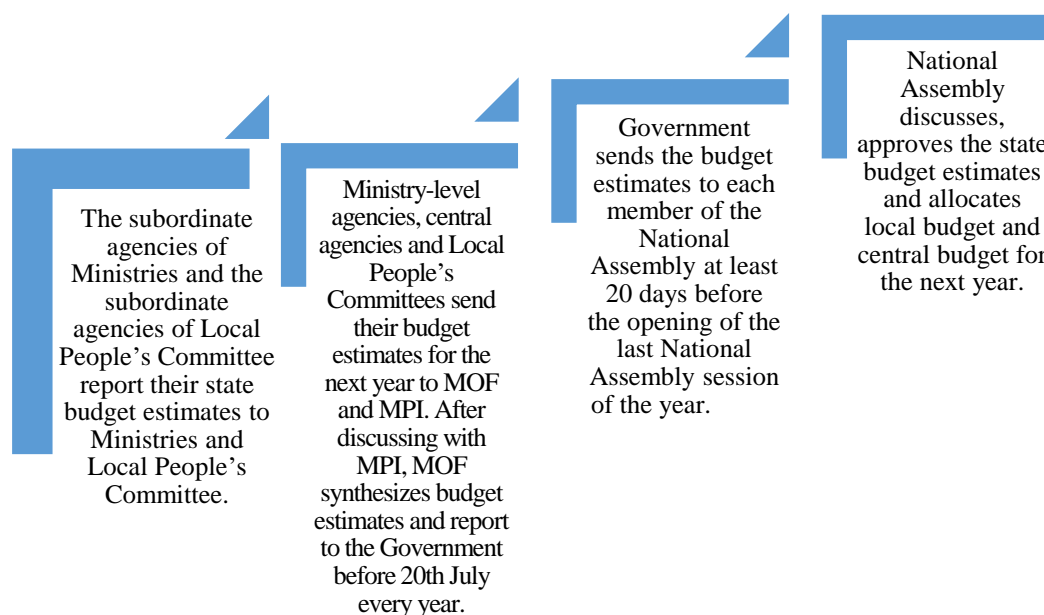 The subordinate
agencies of
Ministries and the
subordinate
agencies of Local
People's Committee
report their state
budget estimates to
Ministries and
Local People's
Committee.
Ministry-level
agencies, central
agencies and Local
People's
Committees send
their budget
estimates for the
next year to MOF
and MPI. After
discussing with
MPI, MOF
synthesizes budget
estimates and report
to the Government
before 20th July
every year.
Government
sends the budget
estimates to each
member of the
National
Assembly at least
20 days before
the opening of the
last National
Assembly session
of the year.
National
Assembly
discusses,
approves the state
budget estimates
and allocates
local budget and
central budget for
the next year.